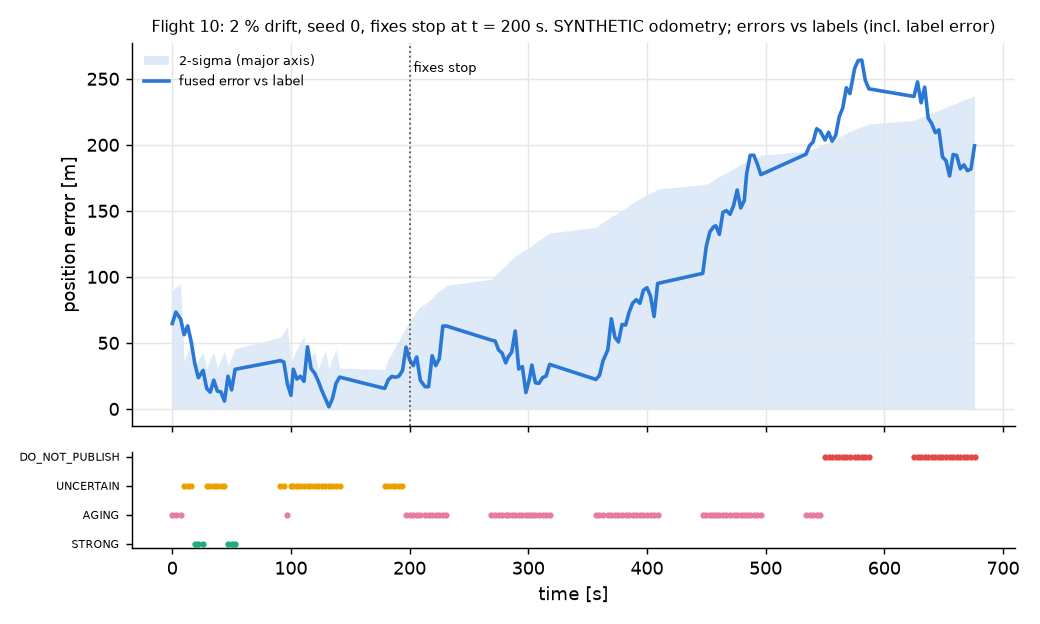 Flight 10: 2 % drift, seed 0, fixes stop at t = 200 s. SYNTHETIC odometry; errors vs labels (incl. label error)
2-sigma (major axis)
fused error vs label
fixes stop
position error [m]
250
200
150
100
50
0
DO_NOT_PUBLISH
UNCERTAIN
AGING
STRONG
0 100 200 300 400 500 600 700
time [s]